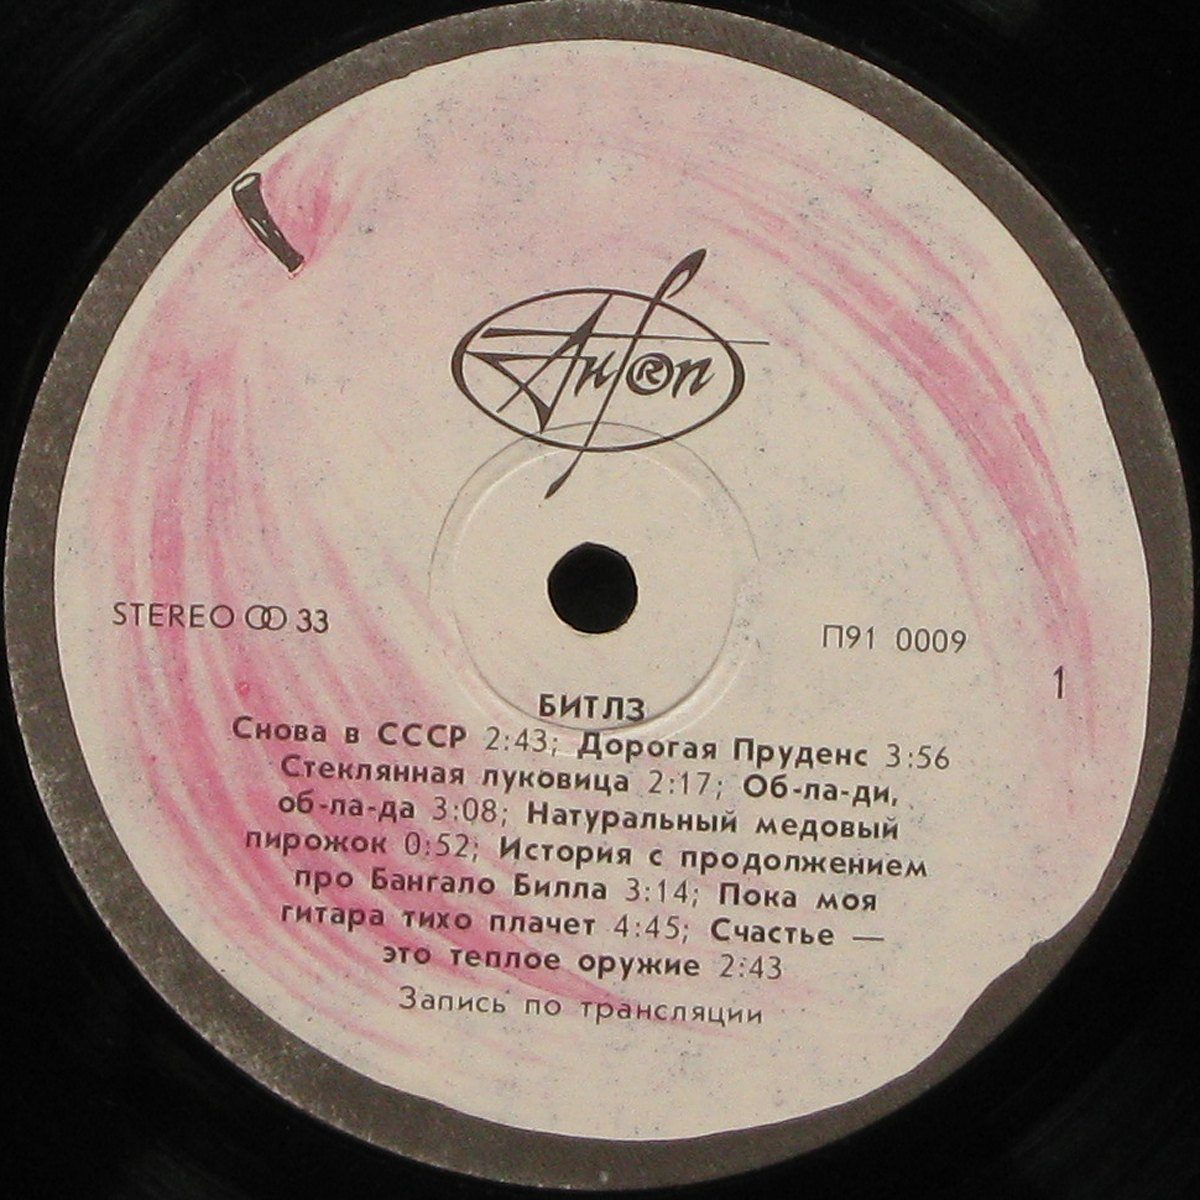 Антроп
®
STEREO 33
П91 0009
1
БИТЛЗ
Снова в СССР 2:43; Дорогая Пруденс 3:56
Стеклянная луковица 2:17; Об-ла-ди,
об-ла-да 3:08; Натуральный медовый
пирожок 0:52; История с продолжением
про Бангало Билла 3:14; Пока моя
гитара тихо плачет 4:45; Счастье —
это теплое оружие 2:43
Запись по трансляции